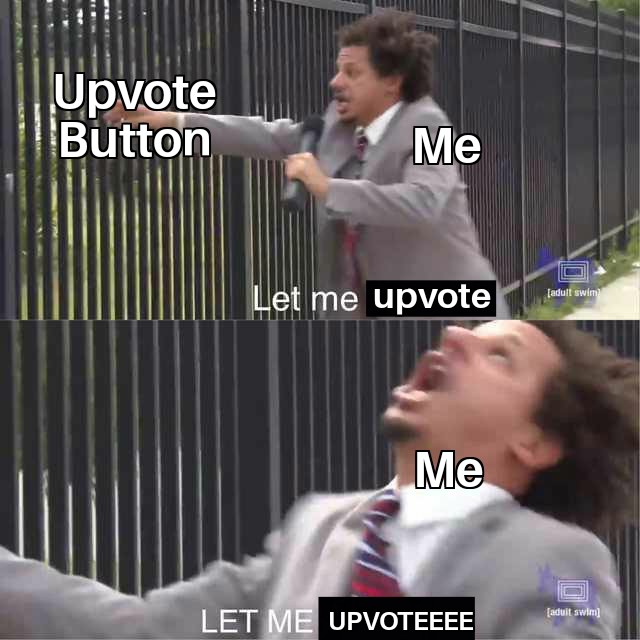 Upvote
Button
Me
Let me upvote
[adult swim]
Me
LET ME UPVOTEEEE
[adult swim]